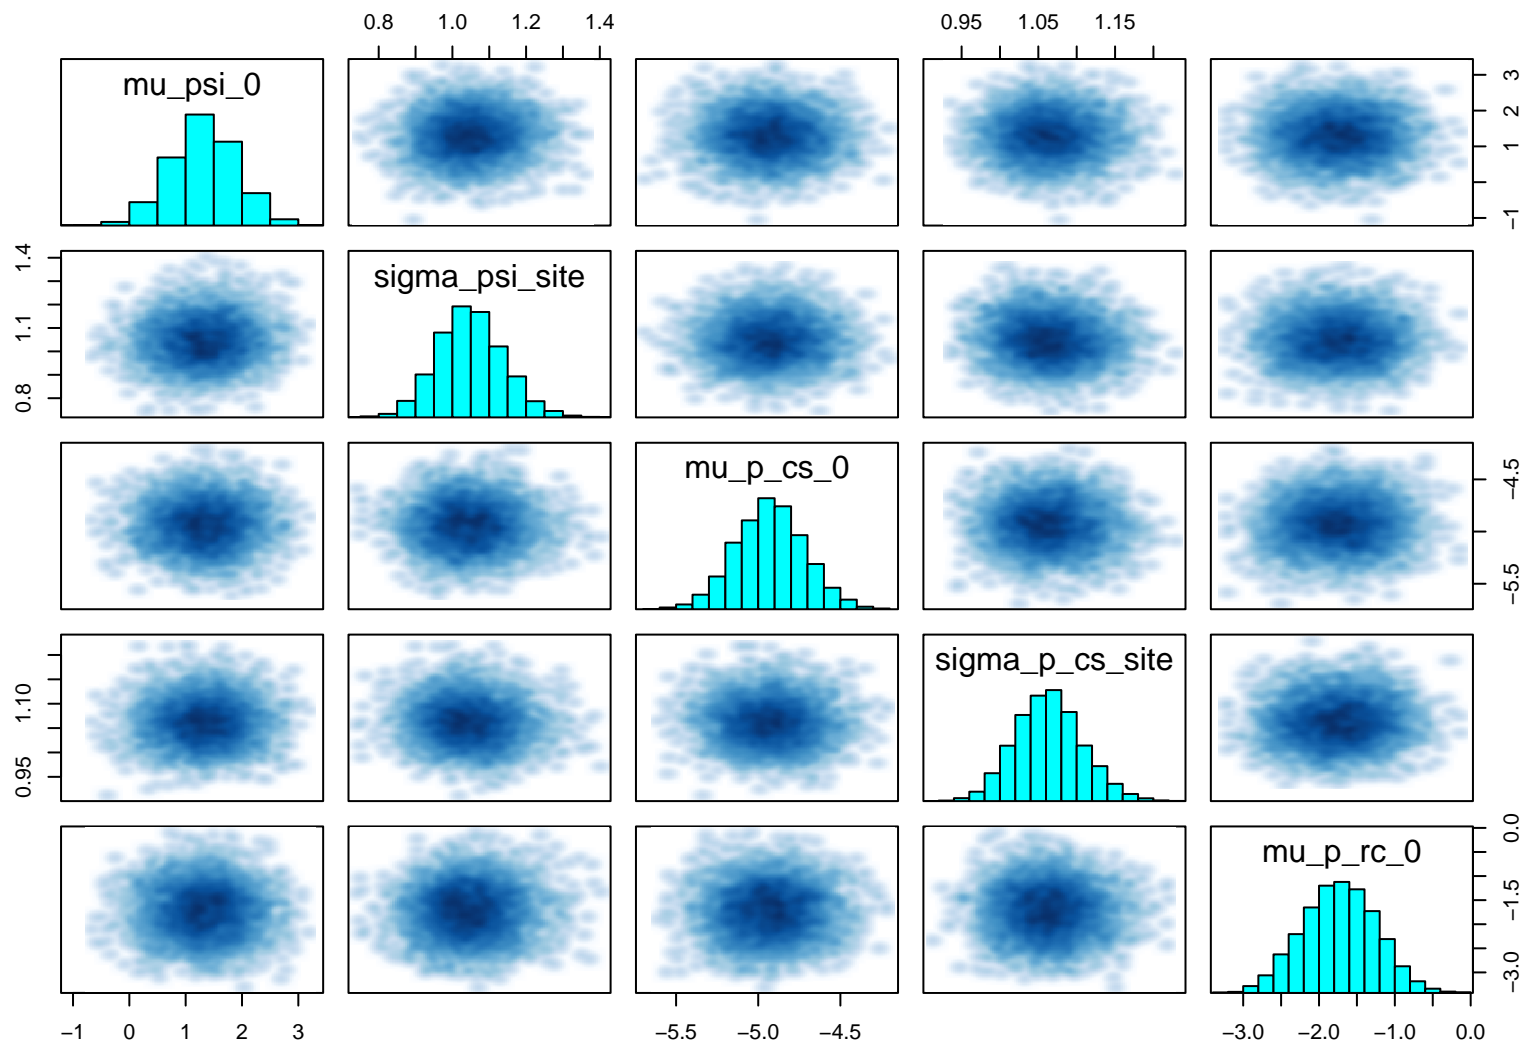 0.8 1.0 1.2 1.4 0.95 1.05 1.15
mu_psi_0
−1 1 2 3
sigma_psi_site
0.8 1.1 1.4
mu_p_cs_0
−5.5 −4.5
sigma_p_cs_site
0.95 1.10
mu_p_rc_0
−3.0 −1.5 0.0
−1 0 1 2 3 −5.5 −5.0 −4.5 −3.0 −2.0 −1.0 0.0